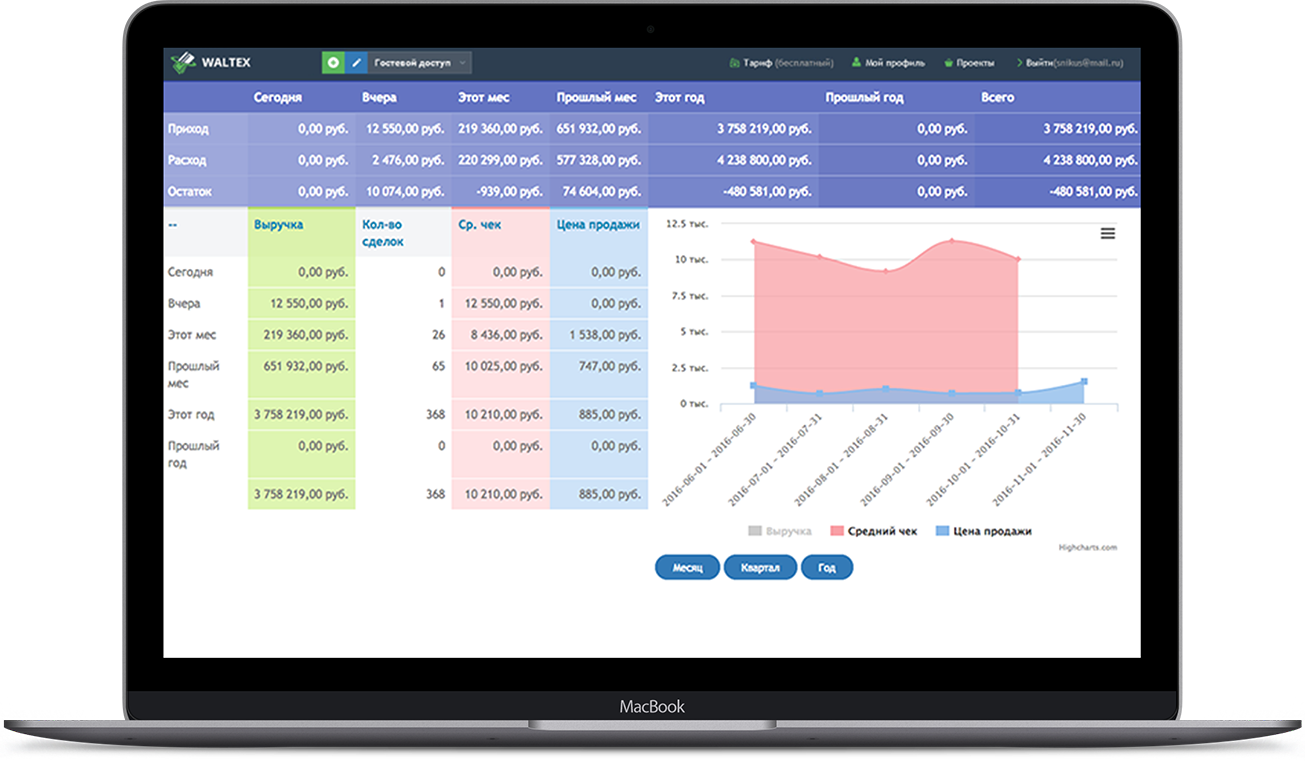 WALTEX Гостевой доступ Тариф (бесплатный) Мой профиль Проекты Выйти(snikus@mail.ru)
Сегодня Вчера Этот мес Прошлый мес Этот год Прошлый год Всего
Приход 0,00 руб. 12 550,00 руб. 219 360,00 руб. 651 932,00 руб. 3 758 219,00 руб. 0,00 руб. 3 758 219,00 руб.
Расход 0,00 руб. 2 476,00 руб. 220 299,00 руб. 577 328,00 руб. 4 238 800,00 руб. 0,00 руб. 4 238 800,00 руб.
Остаток 0,00 руб. 10 074,00 руб. -939,00 руб. 74 604,00 руб. -480 581,00 руб. 0,00 руб. -480 581,00 руб.
-- Выручка Кол-во Ср. чек Цена продажи
сделок
Сегодня 0,00 руб. 0 0,00 руб. 0,00 руб.
Вчера 12 550,00 руб. 1 12 550,00 руб. 0,00 руб.
Этот мес 219 360,00 руб. 26 8 436,00 руб. 1 538,00 руб.
Прошлый 651 932,00 руб. 65 10 025,00 руб. 747,00 руб.
мес
Этот год 3 758 219,00 руб. 368 10 210,00 руб. 885,00 руб.
Прошлый 0,00 руб. 0 0,00 руб. 0,00 руб.
год
3 758 219,00 руб. 368 10 210,00 руб. 885,00 руб.
12.5 тыс.
10 тыс.
7.5 тыс.
5 тыс.
2.5 тыс.
0 тыс.
2016-06-01 - 2016-06-30
2016-07-01 - 2016-07-31
2016-08-01 - 2016-08-31
2016-09-01 - 2016-09-30
2016-10-01 - 2016-10-31
2016-11-01 - 2016-11-30
Выручка Средний чек Цена продажи
Highcharts.com
Месяц Квартал Год
MacBook